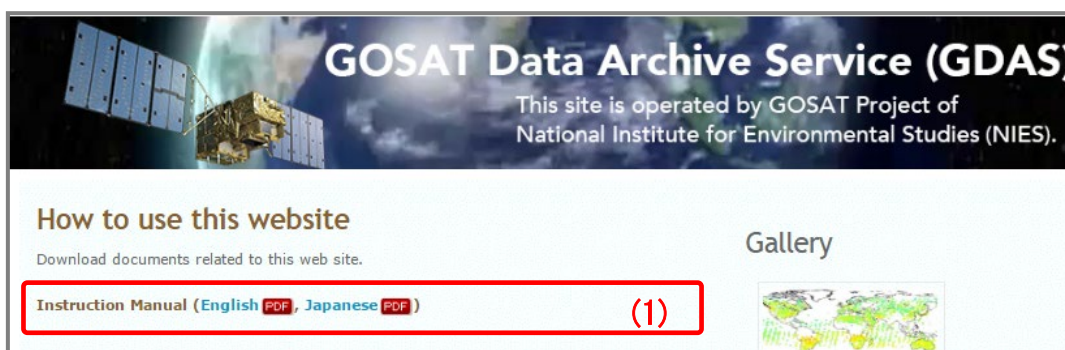 GOSAT Data Archive Service (GDAS)
This site is operated by GOSAT Project of
National Institute for Environmental Studies (NIES).
How to use this website
Download documents related to this web site.
Instruction Manual (English PDF, Japanese PDF)
(1)
Gallery